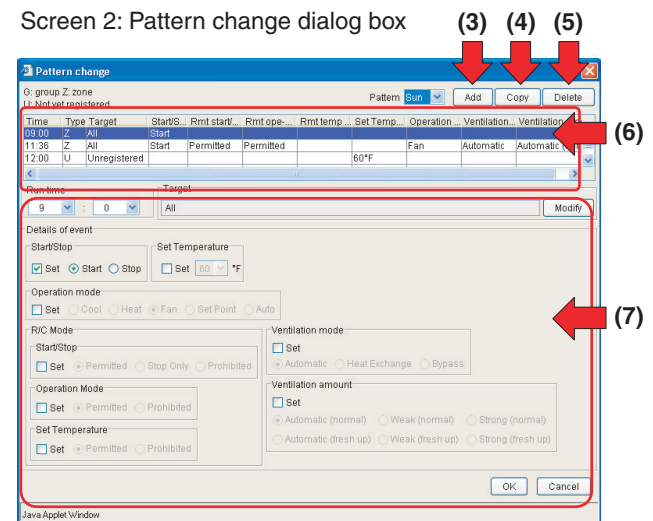 Screen 2: Pattern change dialog box (3) (4) (5)
Pattern change
G: group Z: zone
U: Not yet registered
Pattern Sun Add Copy Delete
Time Type Target Start/S... Rmt start/... Rmt ope-... Rmt temp ... Set Temp... Operation ... Ventilation... Ventilation
09:00 Z All Start
11:36 Z All Start Permitted Permitted Fan Automatic Automatic
12:00 U Unregistered 60°F
(6)
Run time Target
9 : 0 All Modify
Details of event
Start/Stop Set Temperature
Set Start Stop Set 60 °F
Operation mode
Set Cool Heat Fan Set Point Auto
(7)
R/C Mode Ventilation mode
Start/Stop Set
Set Permitted Stop Only Prohibited Automatic Heat Exchange Bypass
Operation Mode Ventilation amount
Set Permitted Prohibited Set
Automatic (normal) Weak (normal) Strong (normal)
Set Temperature
Automatic (fresh up) Weak (fresh up) Strong (fresh up)
Set Permitted Prohibited
OK Cancel
Java Applet Window